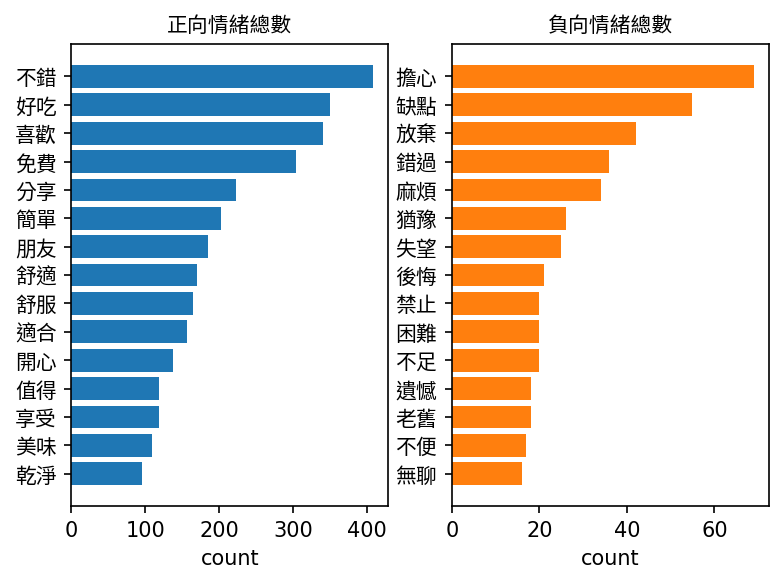 正向情緒總數
不錯
好吃
喜歡
免費
分享
簡單
朋友
舒適
舒服
適合
開心
值得
享受
美味
乾淨
0 100 200 300 400
count
負向情緒總數
擔心
缺點
放棄
錯過
麻煩
猶豫
失望
後悔
禁止
困難
不足
遺憾
老舊
不便
無聊
0 20 40 60
count